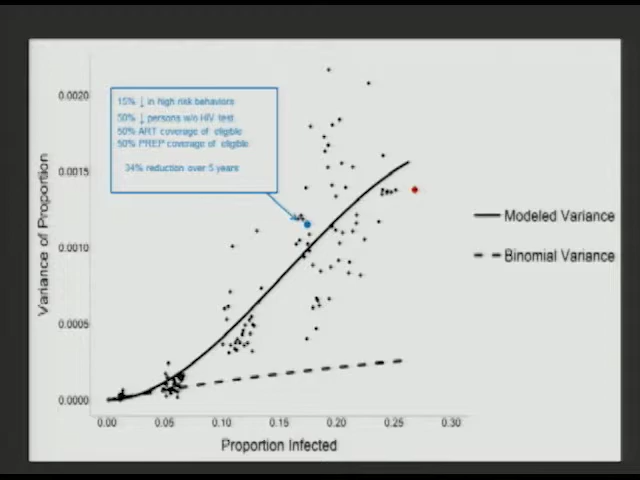 15% ↓ in high risk behaviors
50% ↓ persons w/o HIV test
50% ART coverage of eligible
50% PREP coverage of eligible
34% reduction over 5 years
Variance of Proportion
0.0020
0.0015
0.0010
0.0005
0.0000
0.00 0.05 0.10 0.15 0.20 0.25 0.30
Proportion Infected
Modeled Variance
Binomial Variance